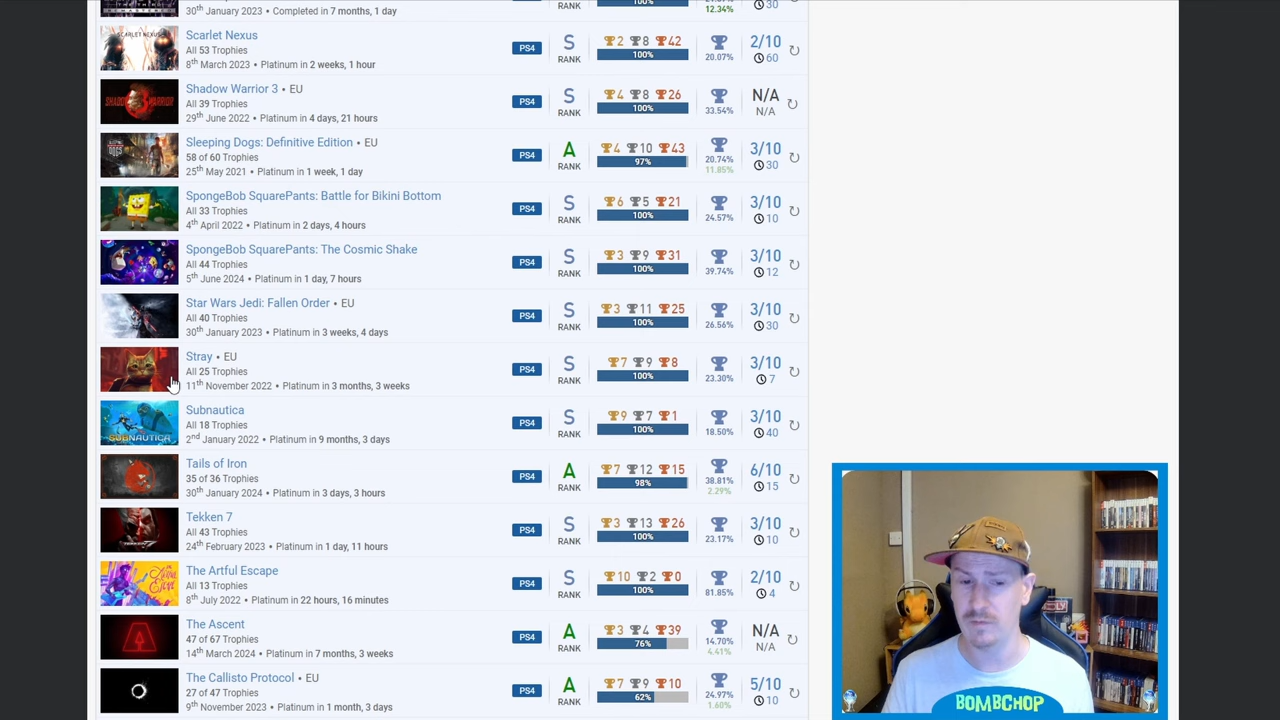 30th June 2023 • Platinum in 7 months, 1 day
100%
12.34%
30
Scarlet Nexus
All 53 Trophies
8th March 2023 • Platinum in 2 weeks, 1 hour
PS4
S RANK
2 8 42
100%
20.07%
2/10
60
Shadow Warrior 3 • EU
All 39 Trophies
29th June 2022 • Platinum in 4 days, 21 hours
PS4
S RANK
4 8 26
100%
33.54%
N/A
N/A
Sleeping Dogs: Definitive Edition • EU
58 of 60 Trophies
2021 • Platinum in 1 week, 1 day
PS4
A RANK
4 10 43
97%
20.74%
11.85%
3/10
30
SpongeBob SquarePants: Battle for Bikini Bottom
All 33 Trophies
2022 • Platinum in 2 days, 4 hours
PS4
S RANK
6 5 21
100%
24.57%
3/10
10
SpongeBob SquarePants: The Cosmic Shake
All 44 Trophies
2024 • Platinum in 1 day, 7 hours
PS4
S RANK
3 9 31
100%
39.74%
3/10
12
Star Wars Jedi: Fallen Order • EU
All 40 Trophies
30th January 2023 • Platinum in 3 weeks, 4 days
PS4
S RANK
3 11 25
100%
26.56%
3/10
30
Stray • EU
All 25 Trophies
11th November 2022 • Platinum in 3 months, 3 weeks
PS4
S RANK
7 9 8
100%
23.30%
3/10
7
SUBNAUTICA
Subnautica
All 18 Trophies
2nd January 2022 • Platinum in 9 months, 3 days
PS4
S RANK
9 7 1
100%
18.50%
3/10
40
Tails of Iron
35 of 36 Trophies
30th January 2024 • Platinum in 3 days, 3 hours
PS4
A RANK
7 12 15
98%
38.81%
2.29%
6/10
15
Tekken 7
All 43 Trophies
24th February 2023 • Platinum in 1 day, 11 hours
PS4
S RANK
3 13 26
100%
23.17%
3/10
10
The Artful Escape
All 13 Trophies
8th July 2022 • Platinum in 22 hours, 16 minutes
PS4
S RANK
10 2 0
100%
81.85%
2/10
4
The Ascent
47 of 67 Trophies
14th March 2024 • Platinum in 7 months, 3 weeks
PS4
A RANK
3 4 39
76%
14.70%
4.41%
N/A
N/A
The Callisto Protocol • EU
27 of 47 Trophies
2023 • Platinum in 1 month, 3 days
PS4
A RANK
7 9 10
62%
24.97%
1.60%
5/10
10
BOMBCHOP